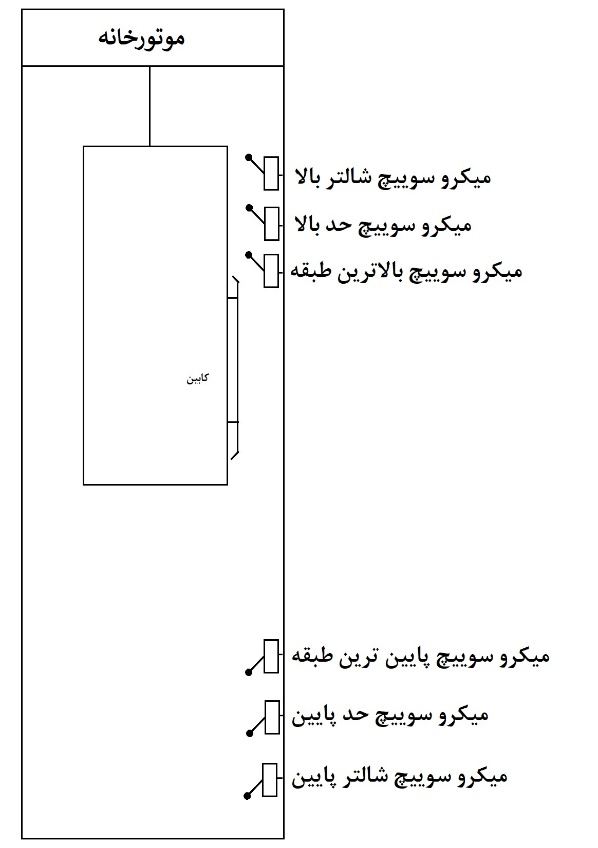 موتورخانه
میکرو سوییچ شالتر بالا
میکرو سوییچ حد بالا
میکرو سوییچ بالاترین طبقه
کابین
میکرو سوییچ پایین ترین طبقه
میکرو سوییچ حد پایین
میکرو سوییچ شالتر پایین